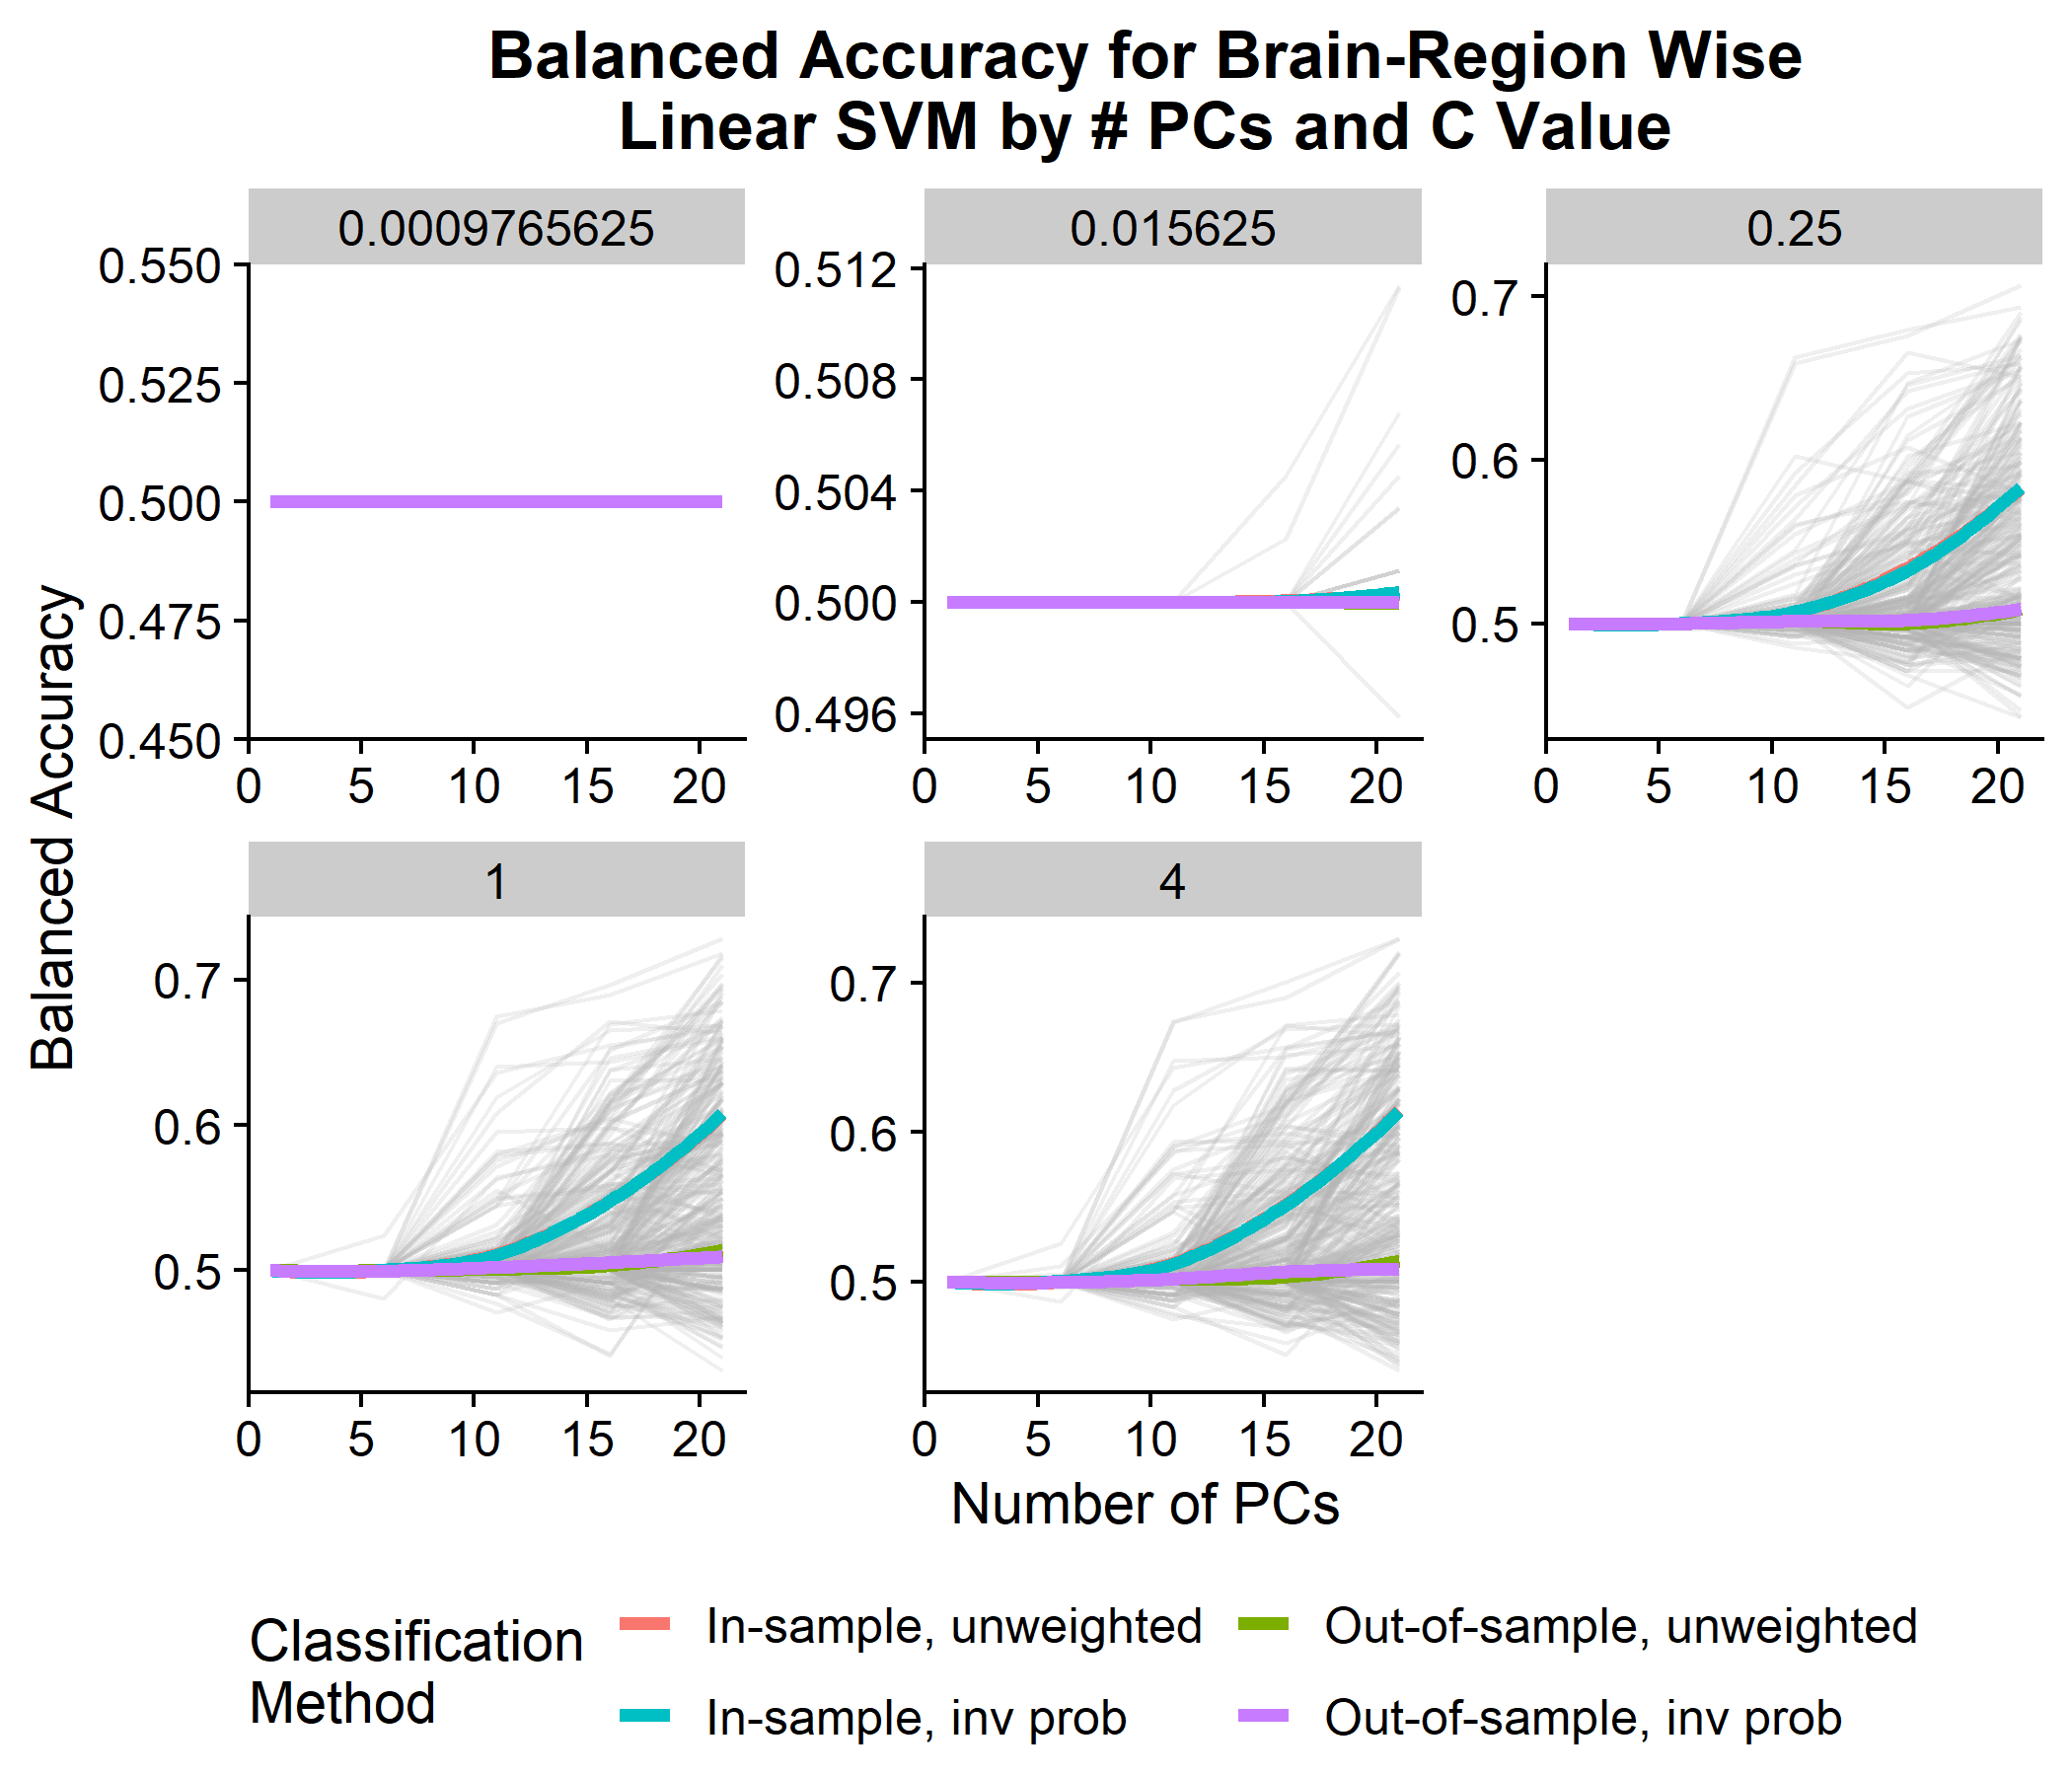 Balanced Accuracy for Brain-Region Wise
Linear SVM by # PCs and C Value
Balanced Accuracy
0.0009765625
0.550
0.525
0.500
0.475
0.450
0 5 10 15 20
0.015625
0.512
0.508
0.504
0.500
0.496
0 5 10 15 20
0.25
0.7
0.6
0.5
0 5 10 15 20
1
0.7
0.6
0.5
0 5 10 15 20
4
0.7
0.6
0.5
0 5 10 15 20
Number of PCs
Classification
Method
In-sample, unweighted
In-sample, inv prob
Out-of-sample, unweighted
Out-of-sample, inv prob